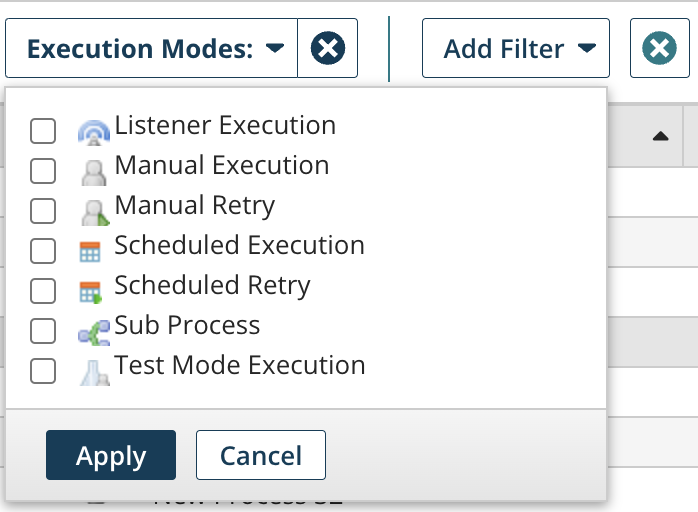 Execution Modes:
Add Filter
Listener Execution
Manual Execution
Manual Retry
Scheduled Execution
Scheduled Retry
Sub Process
Test Mode Execution
Apply
Cancel